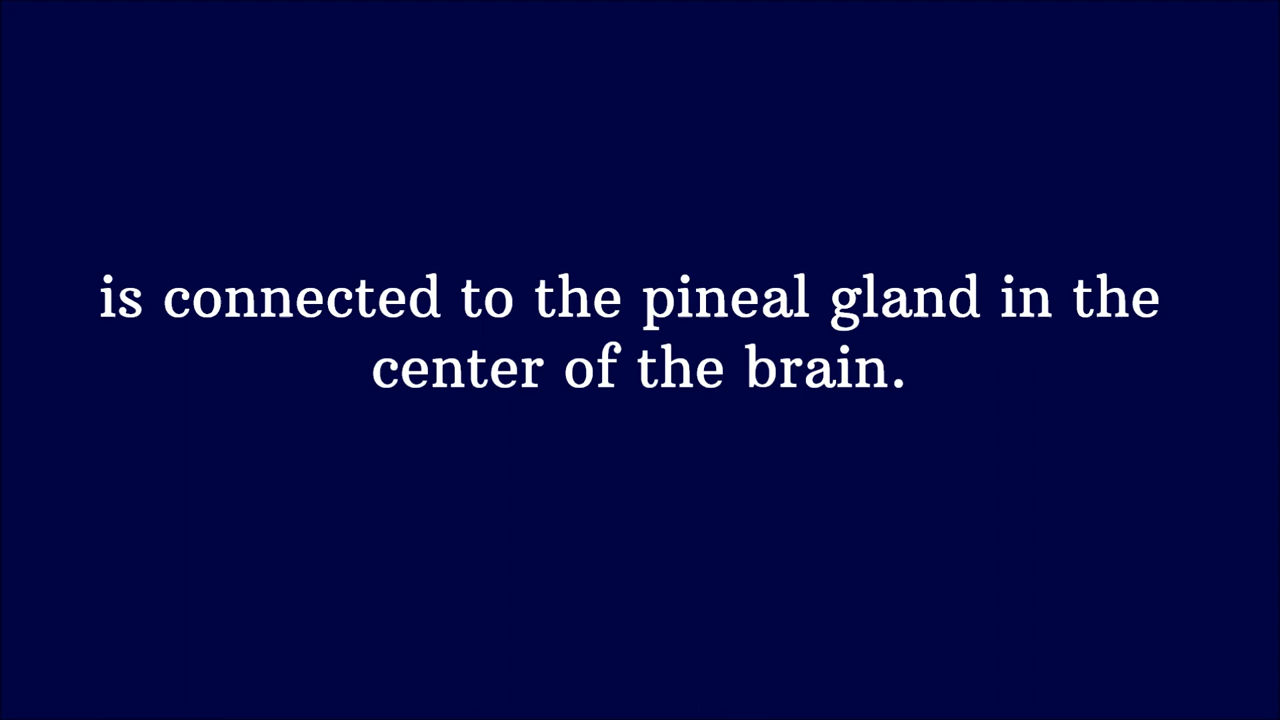 is connected to the pineal gland in the
center of the brain.